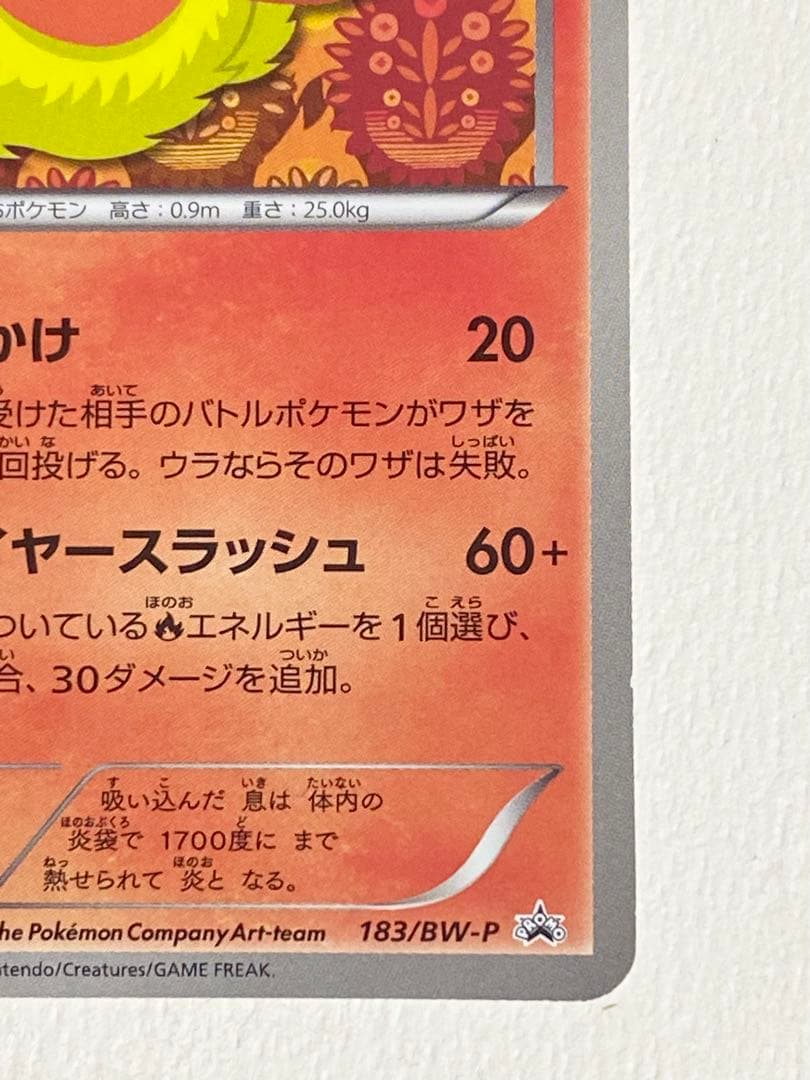 ポケモン 高さ：0.9m 重さ：25.0kg
かけ 20
受けた相手のバトルポケモンがワザを
回投げる。ウラならそのワザは失敗。
イヤースラッシュ 60+
ついているエネルギーを1個選び、
合、30ダメージを追加。
吸い込んだ 息は 体内の
炎袋で 1700度に まで
熱せられて 炎と なる。
he Pokémon Company Art-team 183/BW-P PROMO
ntendo/Creatures/GAME FREAK.